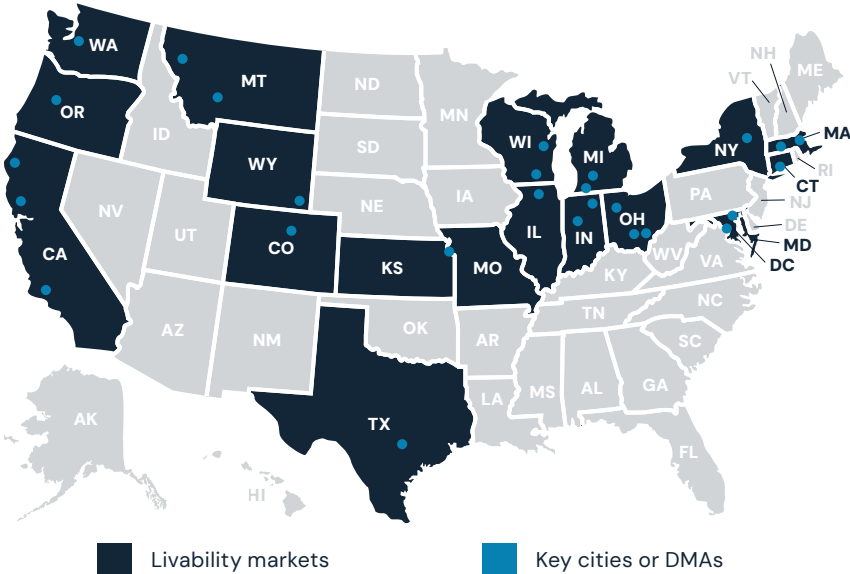 WA
MT
ND
MN
OR
ID
SD
WI
MI
NY
VT
NH
ME
MA
WY
CT
RI
NV
UT
NE
IA
PA
NJ
CA
CO
KS
MO
IL
IN
OH
WV
VA
DE
MD
DC
KY
AZ
NM
OK
AR
TN
NC
SC
TX
LA
MS
AL
GA
FL
AK
HI
Livability markets
Key cities or DMAs